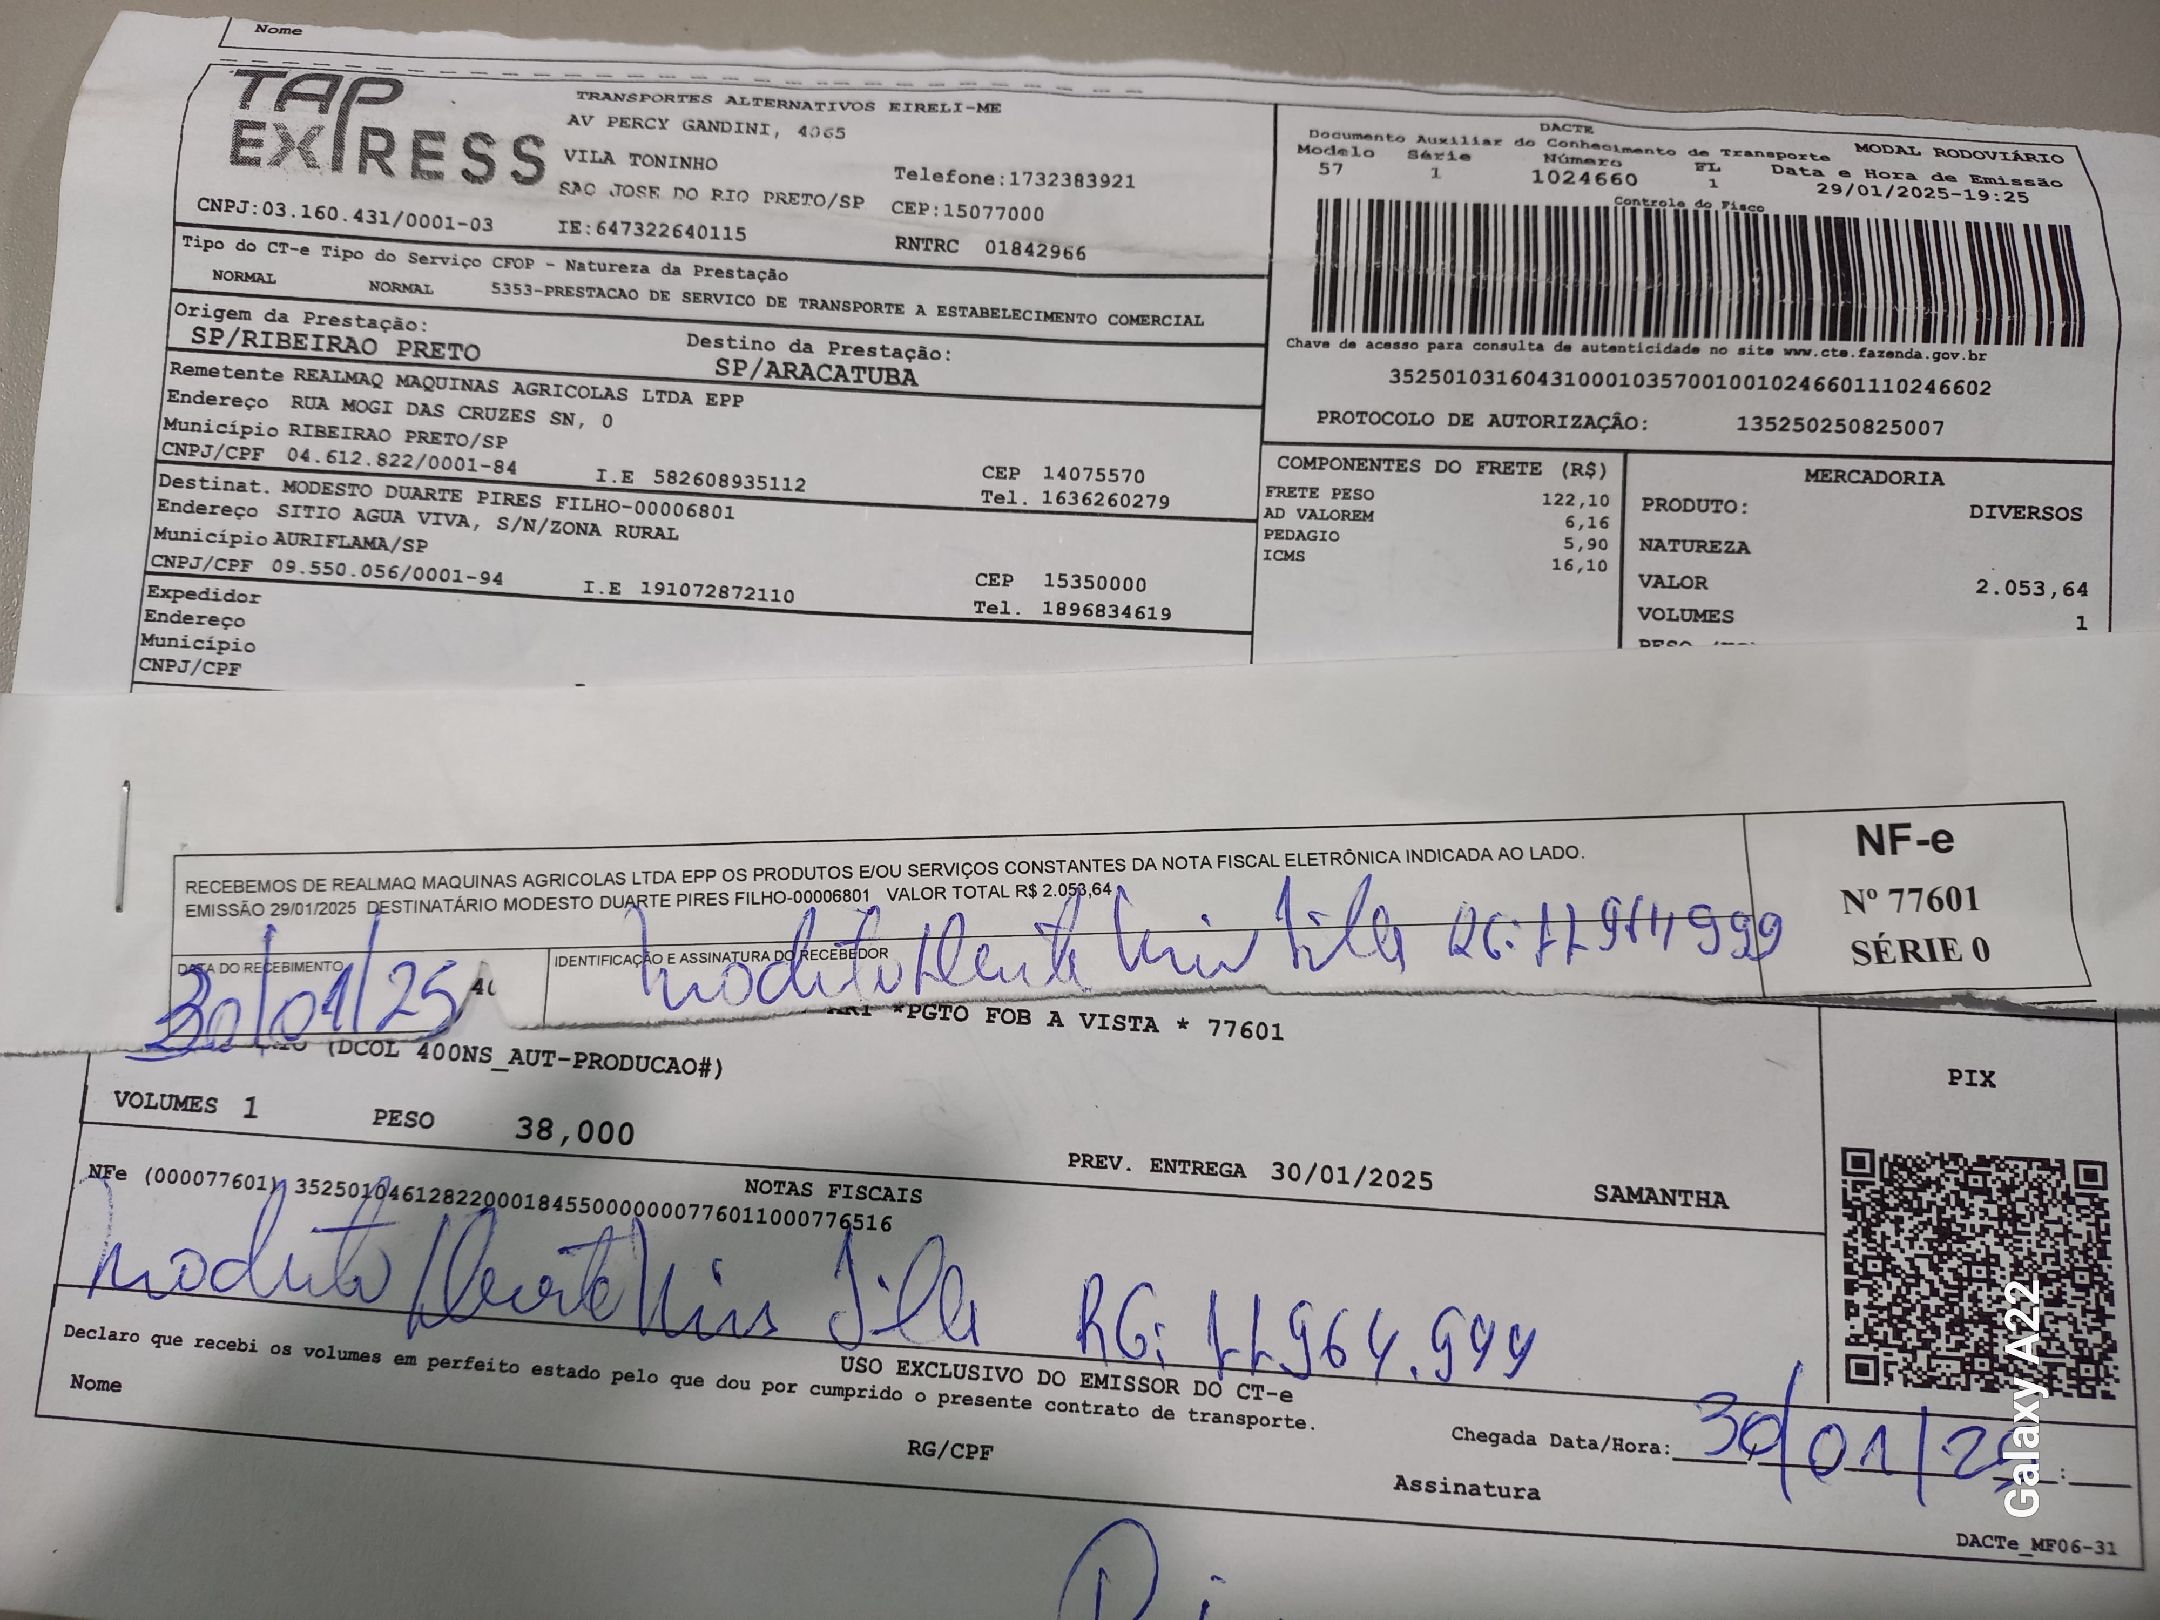 Nome
TAP EXPRESS
TRANSPORTES ALTERNATIVOS EIRELI-ME
AV PERCY GANDINI, 4065
VILA TONINHO
Telefone:1732383921
SAO JOSE DO RIO PRETO/SP
CEP:15077000
CNPJ:03.160.431/0001-03
IE:647322640115
RNTRC 01842966
DACTE
Documento Auxiliar do Conhecimento de Transporte
MODAL RODOVIÁRIO
Modelo Série Número FL Data e Hora de Emissão
57 1 1024660 1 29/01/2025-19:25
Controle do Fisco
Chave de acesso para consulta de autenticidade no site www.cte.fazenda.gov.br
35250103160431000103570010010246601110246602
PROTOCOLO DE AUTORIZAÇÂO: 135250250825007
Tipo do CT-e Tipo do Serviço CFOP - Natureza da Prestação
NORMAL NORMAL 5353-PRESTACAO DE SERVICO DE TRANSPORTE A ESTABELECIMENTO COMERCIAL
Origem da Prestação:
SP/RIBEIRAO PRETO
Destino da Prestação:
SP/ARACATUBA
Remetente REALMAQ MAQUINAS AGRICOLAS LTDA EPP
Endereço RUA MOGI DAS CRUZES SN, 0
Município RIBEIRAO PRETO/SP
CEP 14075570
CNPJ/CPF 04.612.822/0001-84 I.E 582608935112 Tel. 1636260279
Destinat. MODESTO DUARTE PIRES FILHO-00006801
Endereço SITIO AGUA VIVA, S/N/ZONA RURAL
Município AURIFLAMA/SP
CEP 15350000
CNPJ/CPF 09.550.056/0001-94 I.E 191072872110 Tel. 1896834619
Expedidor
Endereço
Município
CNPJ/CPF
COMPONENTES DO FRETE (R$)
FRETE PESO 122,10
AD VALOREM 6,16
PEDAGIO 5,90
ICMS 16,10
MERCADORIA
PRODUTO: DIVERSOS
NATUREZA
VALOR 2.053,64
VOLUMES 1
RECEBEMOS DE REALMAQ MAQUINAS AGRICOLAS LTDA EPP OS PRODUTOS E/OU SERVIÇOS CONSTANTES DA NOTA FISCAL ELETRÔNICA INDICADA AO LADO.
EMISSÃO 29/01/2025 DESTINATÁRIO MODESTO DUARTE PIRES FILHO-00006801 VALOR TOTAL R$ 2.053,64
NF-e
Nº 77601
SÉRIE 0
DATA DO RECEBIMENTO
30/01/25
IDENTIFICAÇÃO E ASSINATURA DO RECEBEDOR
*PGTO FOB A VISTA * 77601
(DCOL 400NS_AUT-PRODUCAO#)
VOLUMES 1 PESO 38,000
PREV. ENTREGA 30/01/2025 SAMANTHA
PIX
NOTAS FISCAIS
NFe (000077601) 35250104612822000184550000000776011000776516
RG: 11.964.999
USO EXCLUSIVO DO EMISSOR DO CT-e
Declaro que recebi os volumes em perfeito estado pelo que dou por cumprido o presente contrato de transporte.
Nome
RG/CPF
Chegada Data/Hora: 30/01/25 :
Assinatura
DACTe_MF06-31
Galaxy A22